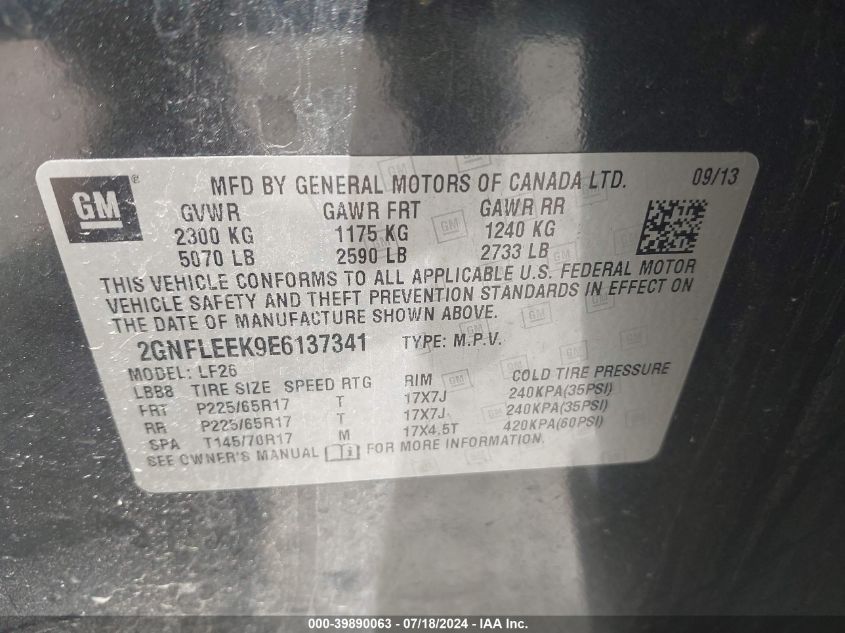 GM ®
MFD BY GENERAL MOTORS OF CANADA LTD. 09/13
GVWR GAWR FRT GAWR RR
2300 KG 1175 KG 1240 KG
5070 LB 2590 LB 2733 LB
THIS VEHICLE CONFORMS TO ALL APPLICABLE U.S. FEDERAL MOTOR
VEHICLE SAFETY AND THEFT PREVENTION STANDARDS IN EFFECT ON
THE DATE OF MANUFACTURE SHOWN ABOVE.
2GNFLEEK9E6137341 TYPE: M.P.V.
MODEL: LF26
LBB8 TIRE SIZE SPEED RTG RIM COLD TIRE PRESSURE
FRT P225/65R17 T 17X7J 240KPA(35PSI)
RR P225/65R17 T 17X7J 240KPA(35PSI)
SPA T145/70R17 M 17X4.5T 420KPA(60PSI)
SEE OWNER'S MANUAL FOR MORE INFORMATION.
000-39890063 - 07/18/2024 - IAA Inc.